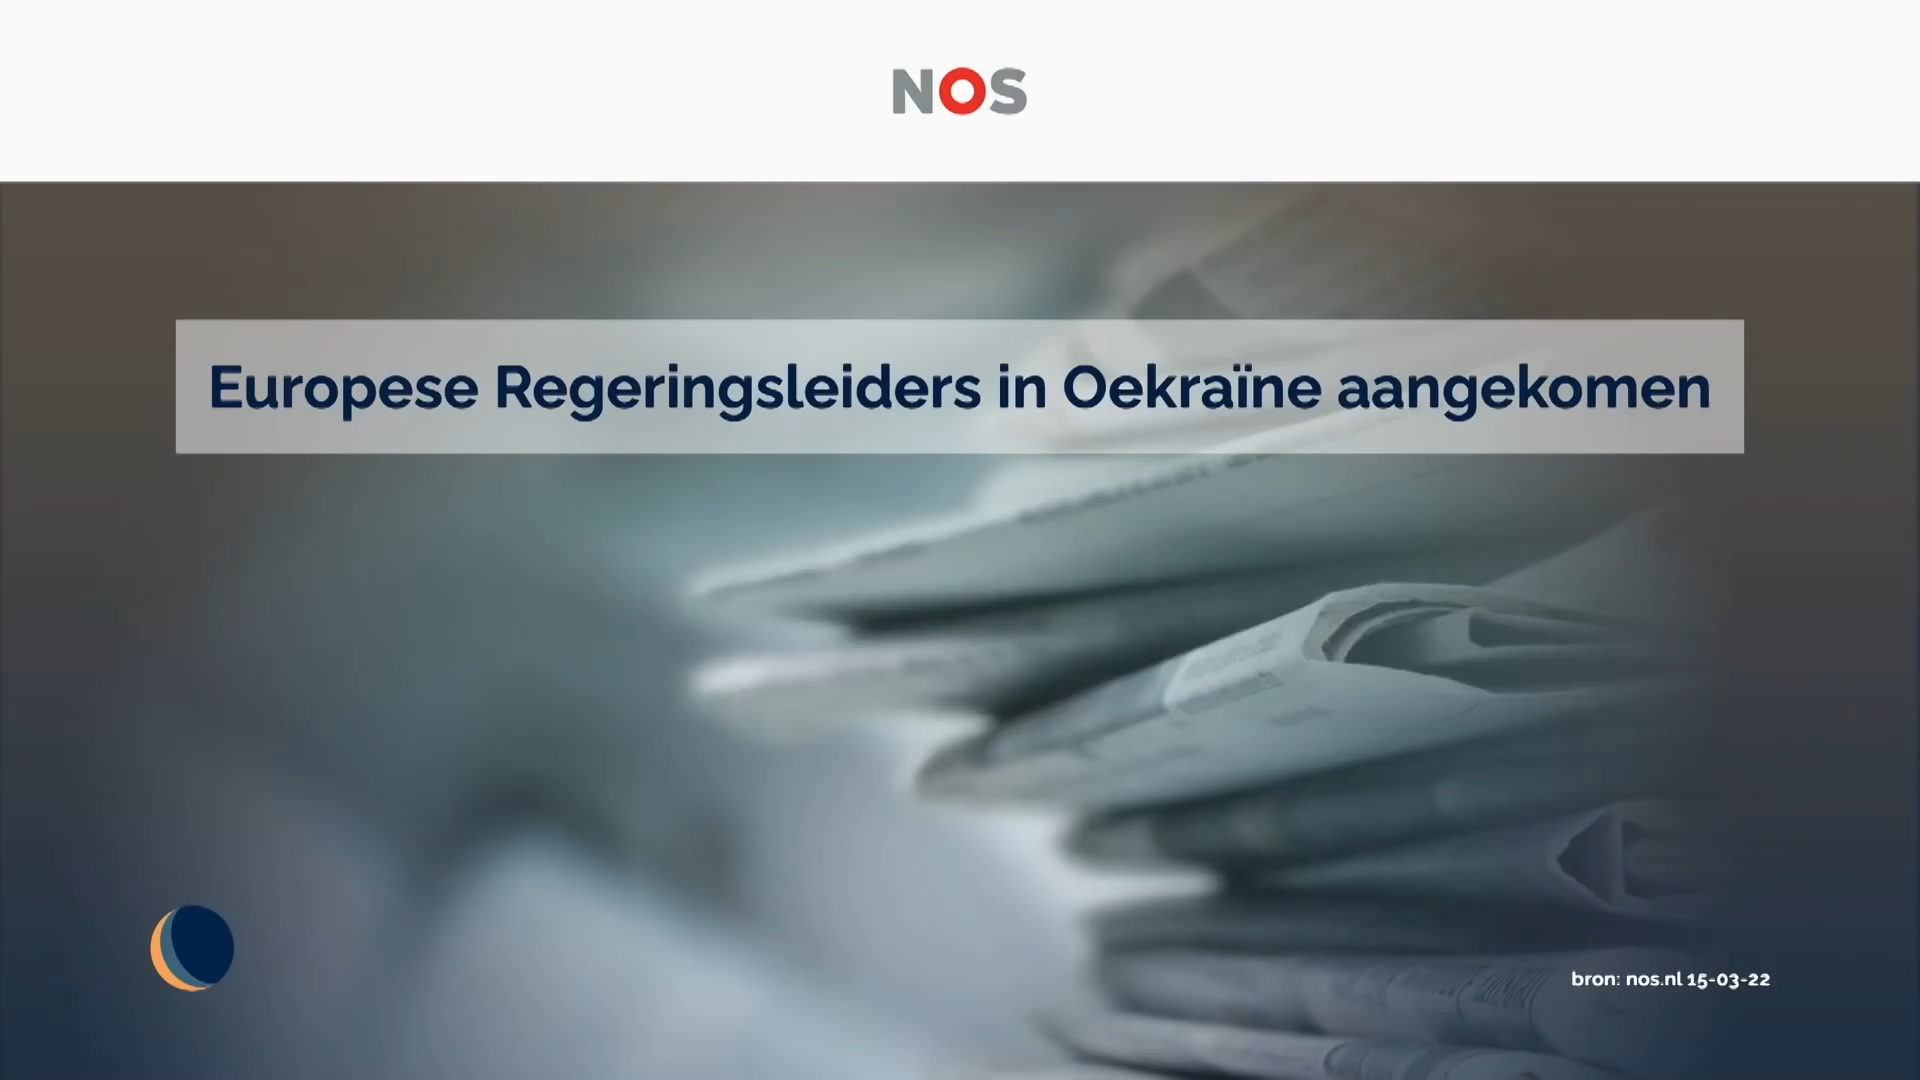 NOS
Europese Regeringsleiders in Oekraïne aangekomen
bron: nos.nl 15-03-22